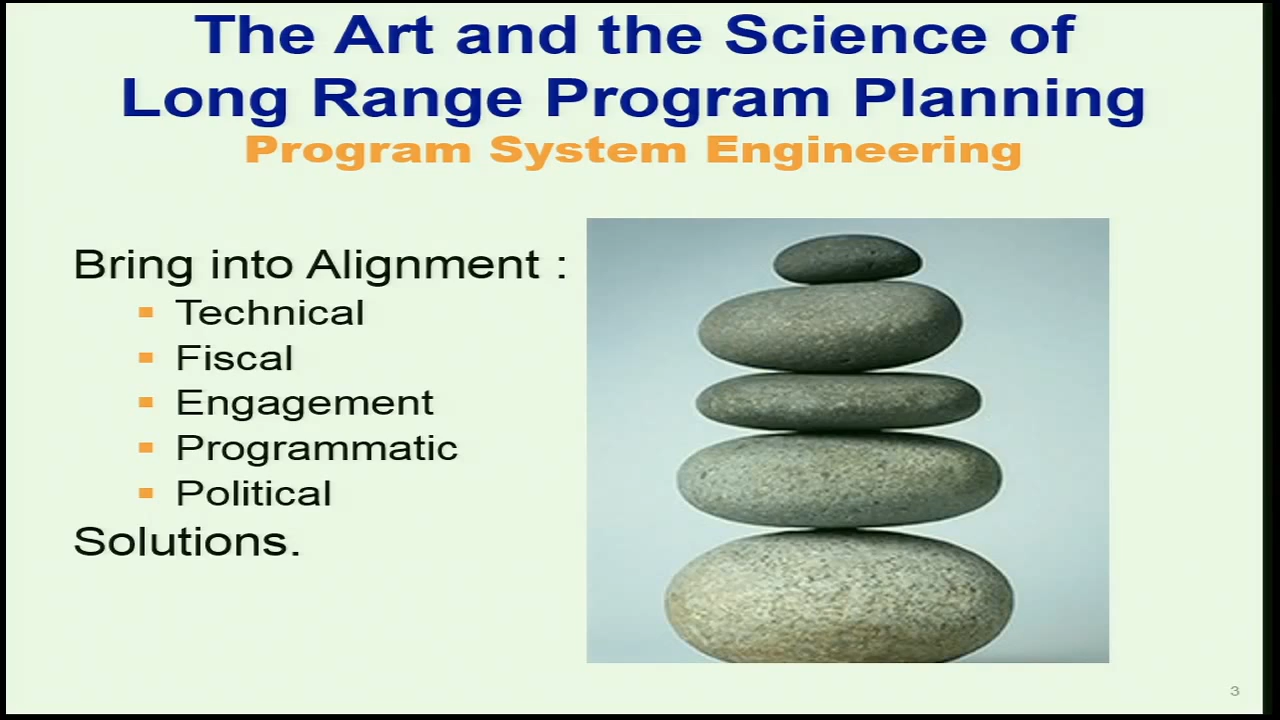 The Art and the Science of
Long Range Program Planning
Program System Engineering
Bring into Alignment :
Technical
Fiscal
Engagement
Programmatic
Political
Solutions.
3